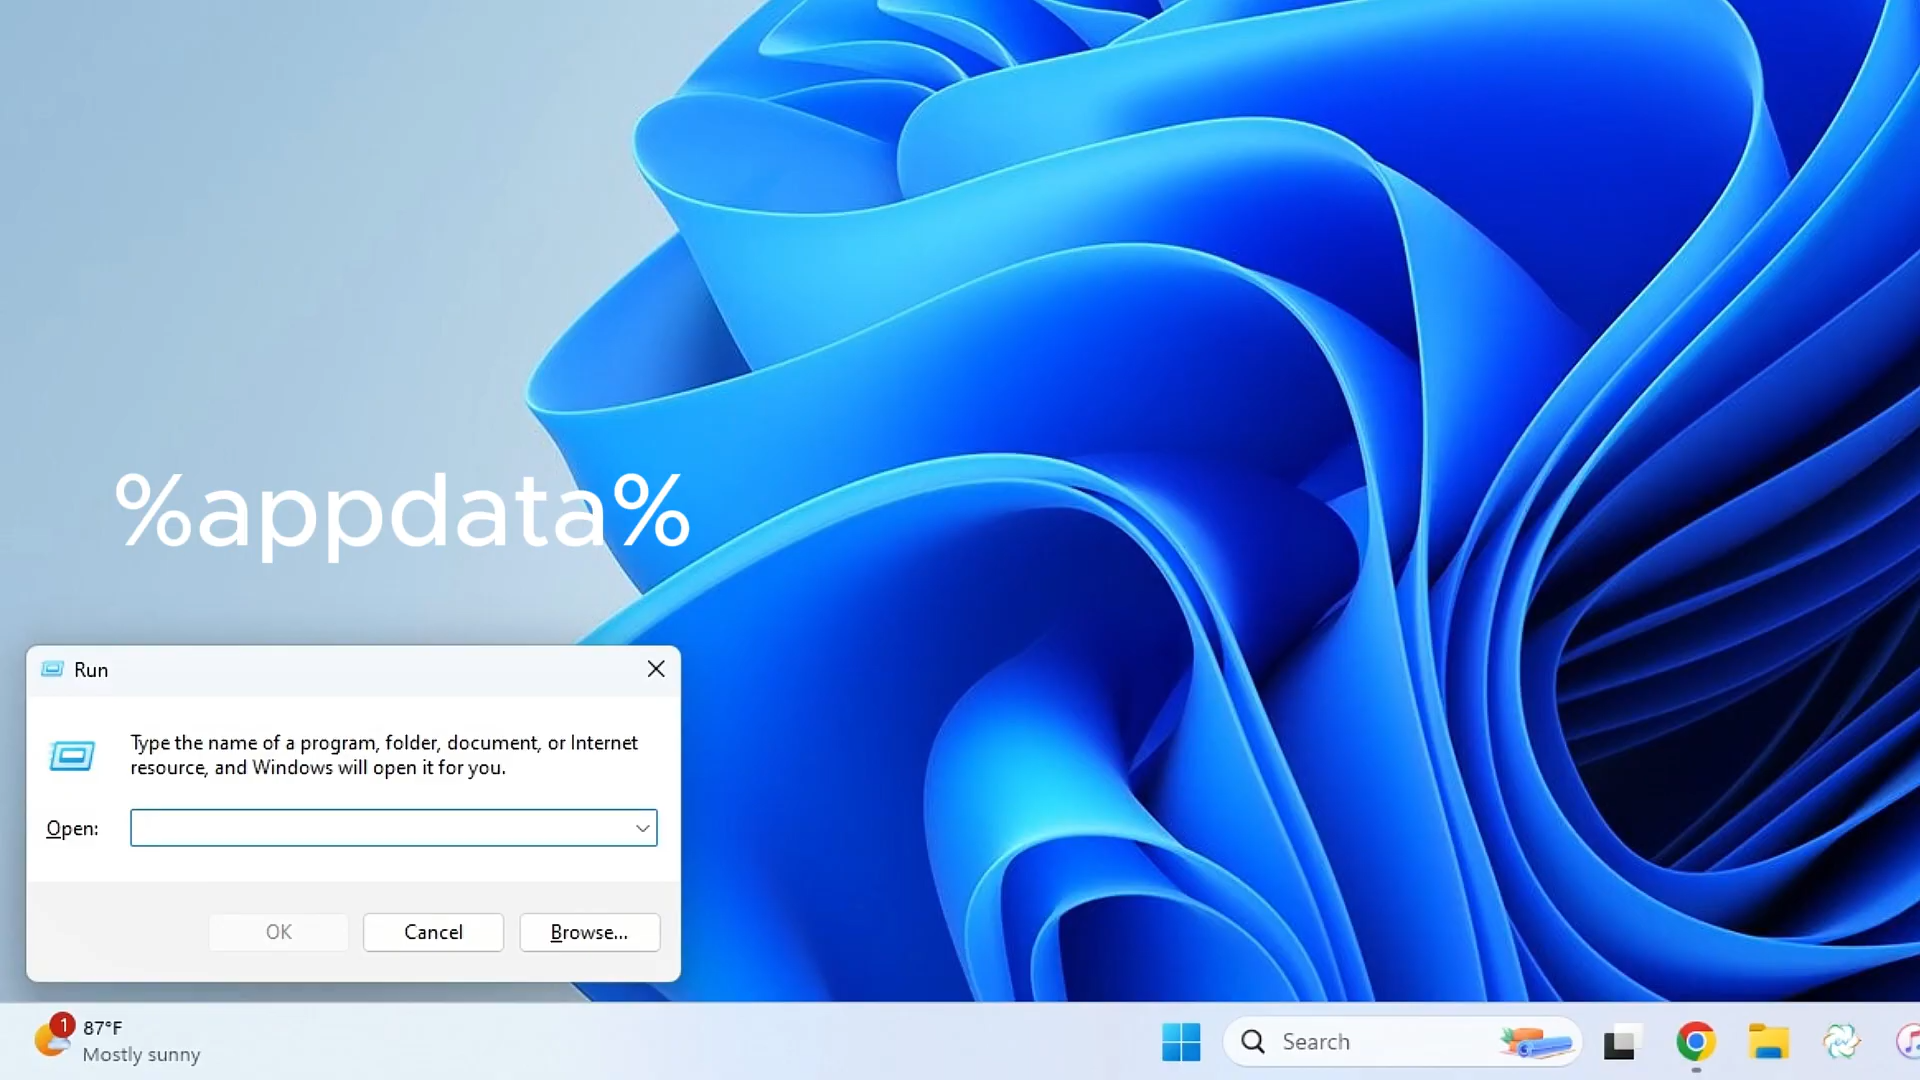 %appdata%
Run
Type the name of a program, folder, document, or Internet
resource, and Windows will open it for you.
Open:
OK
Cancel
Browse...
1
87°F
Mostly sunny
Search